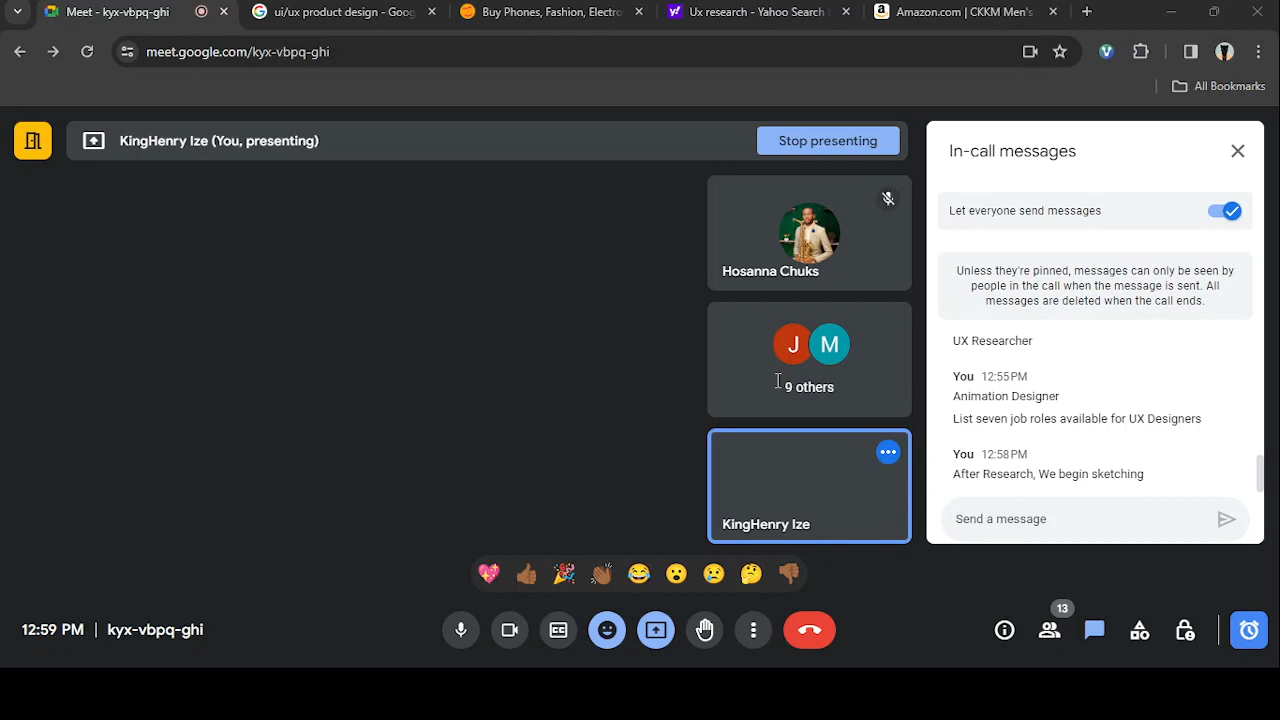 Meet - kyx-vbpq-ghi
ui/ux product design - Goog
Buy Phones, Fashion, Electro
Ux research - Yahoo Search
Amazon.com | CKKM Men's
meet.google.com/kyx-vbpq-ghi
All Bookmarks
KingHenry Ize (You, presenting)
Stop presenting
In-call messages
Let everyone send messages
Unless they're pinned, messages can only be seen by
people in the call when the message is sent. All
messages are deleted when the call ends.
UX Researcher
You 12:55PM
Animation Designer
List seven job roles available for UX Designers
You 12:58PM
After Research, We begin sketching
Send a message
Hosanna Chuks
J M
9 others
KingHenry Ize
12:59 PM | kyx-vbpq-ghi
13